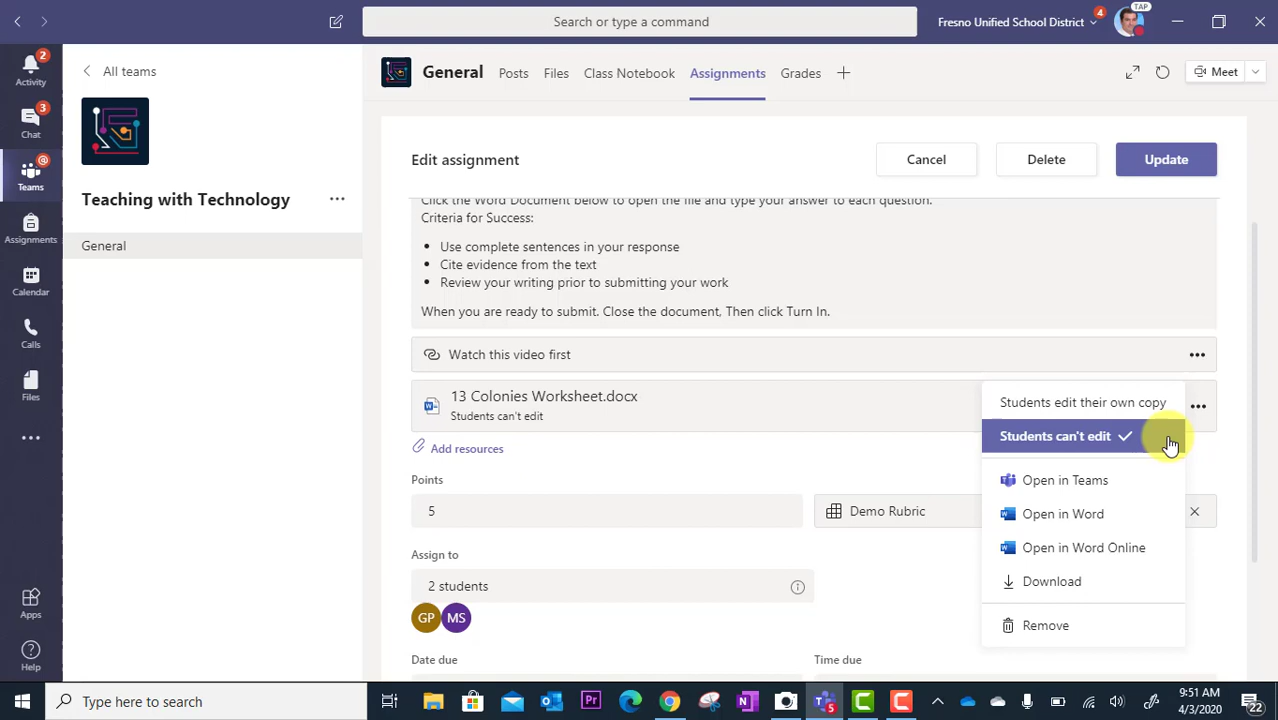 Search or type a command
Fresno Unified School District
4
TAP
2
Activity
3
Chat
@
Teams
Assignments
Calendar
Calls
Files
Apps
Help
All teams
Teaching with Technology
General
General
Posts
Files
Class Notebook
Assignments
Grades
Meet
Edit assignment
Cancel
Delete
Update
Click the Word Document below to open the file and type your answer to each question.
Criteria for Success:
Use complete sentences in your response
Cite evidence from the text
Review your writing prior to submitting your work
When you are ready to submit. Close the document, Then click Turn In.
Watch this video first
13 Colonies Worksheet.docx
Students can't edit
Students edit their own copy
Students can't edit
Open in Teams
Open in Word
Open in Word Online
Download
Remove
Add resources
Points
5
Demo Rubric
Assign to
2 students
GP MS
Date due
Time due
Type here to search
Pr
5
9:51 AM
4/3/2020
22